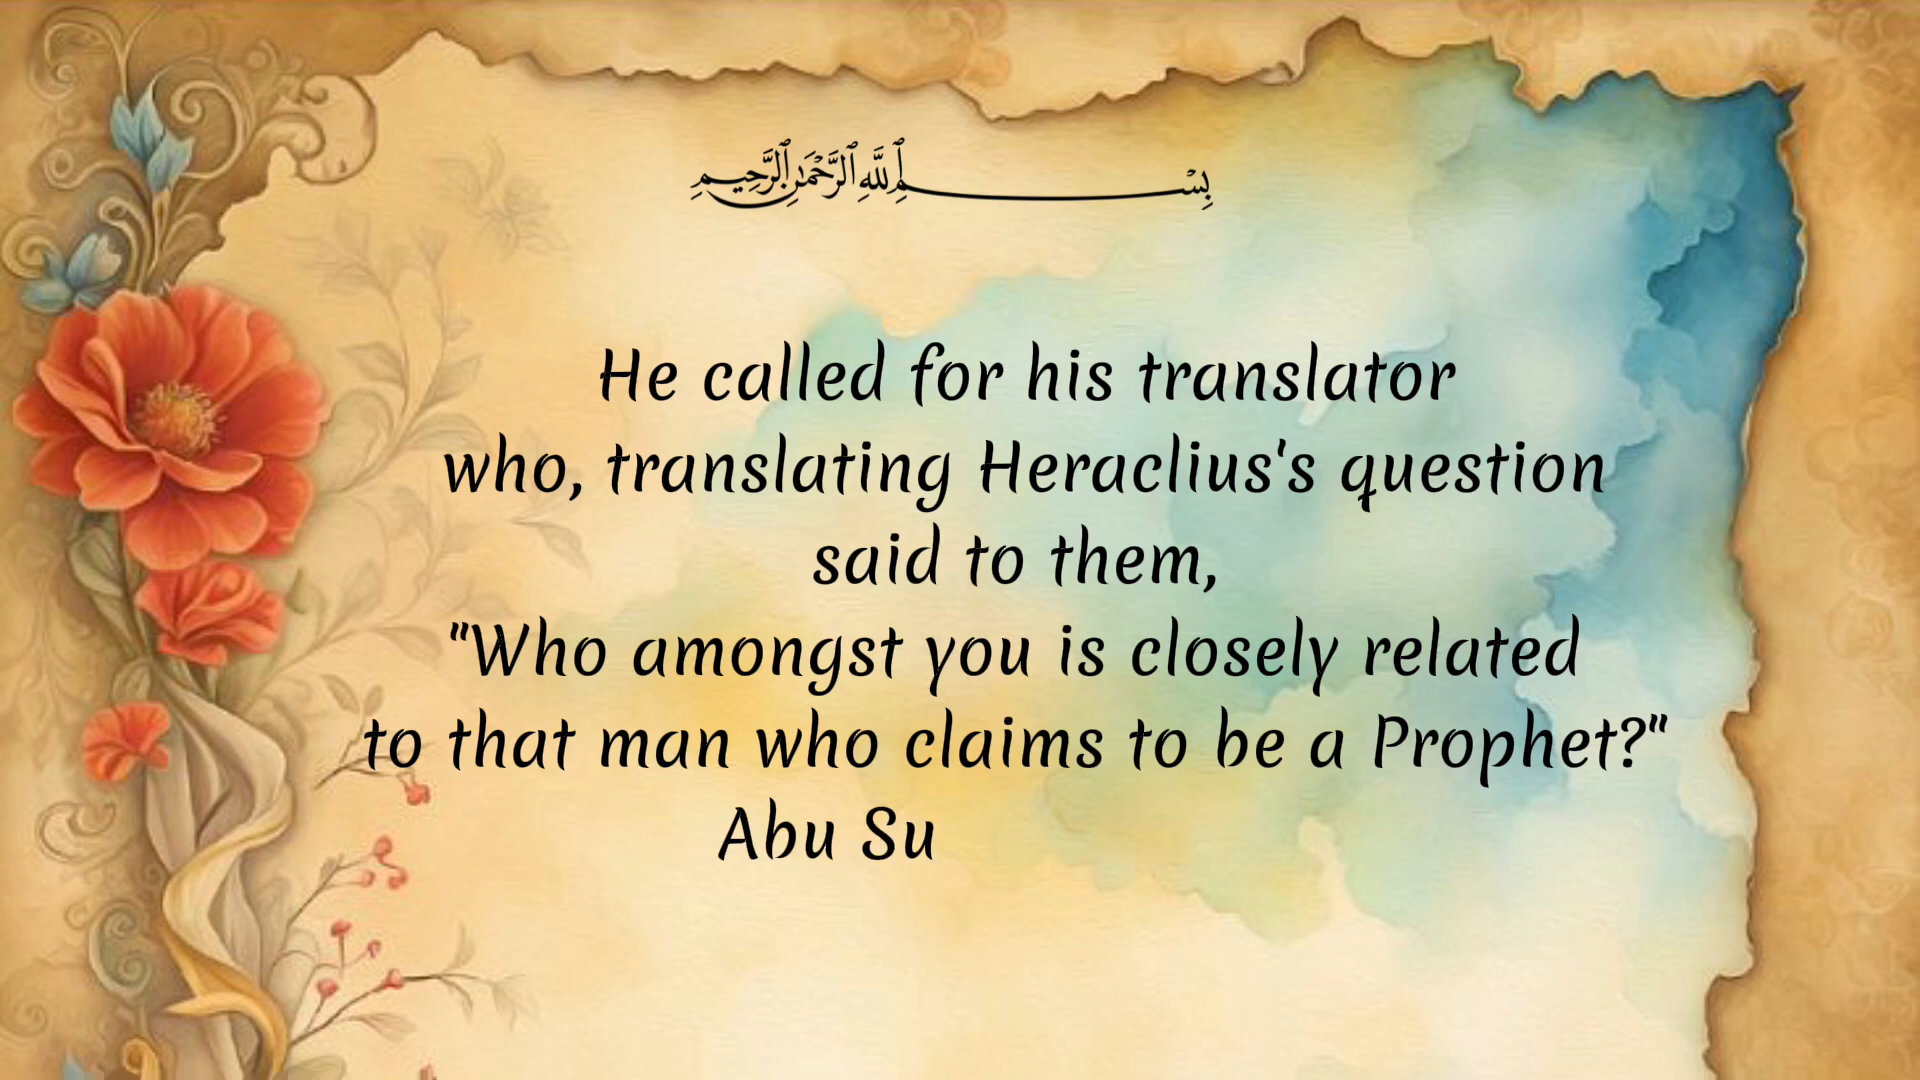 بِسْمِ ٱللَّهِ ٱلرَّحْمَٰنِ ٱلرَّحِيمِ
He called for his translator
who, translating Heraclius's question
said to them,
"Who amongst you is closely related
to that man who claims to be a Prophet?"
Abu Su